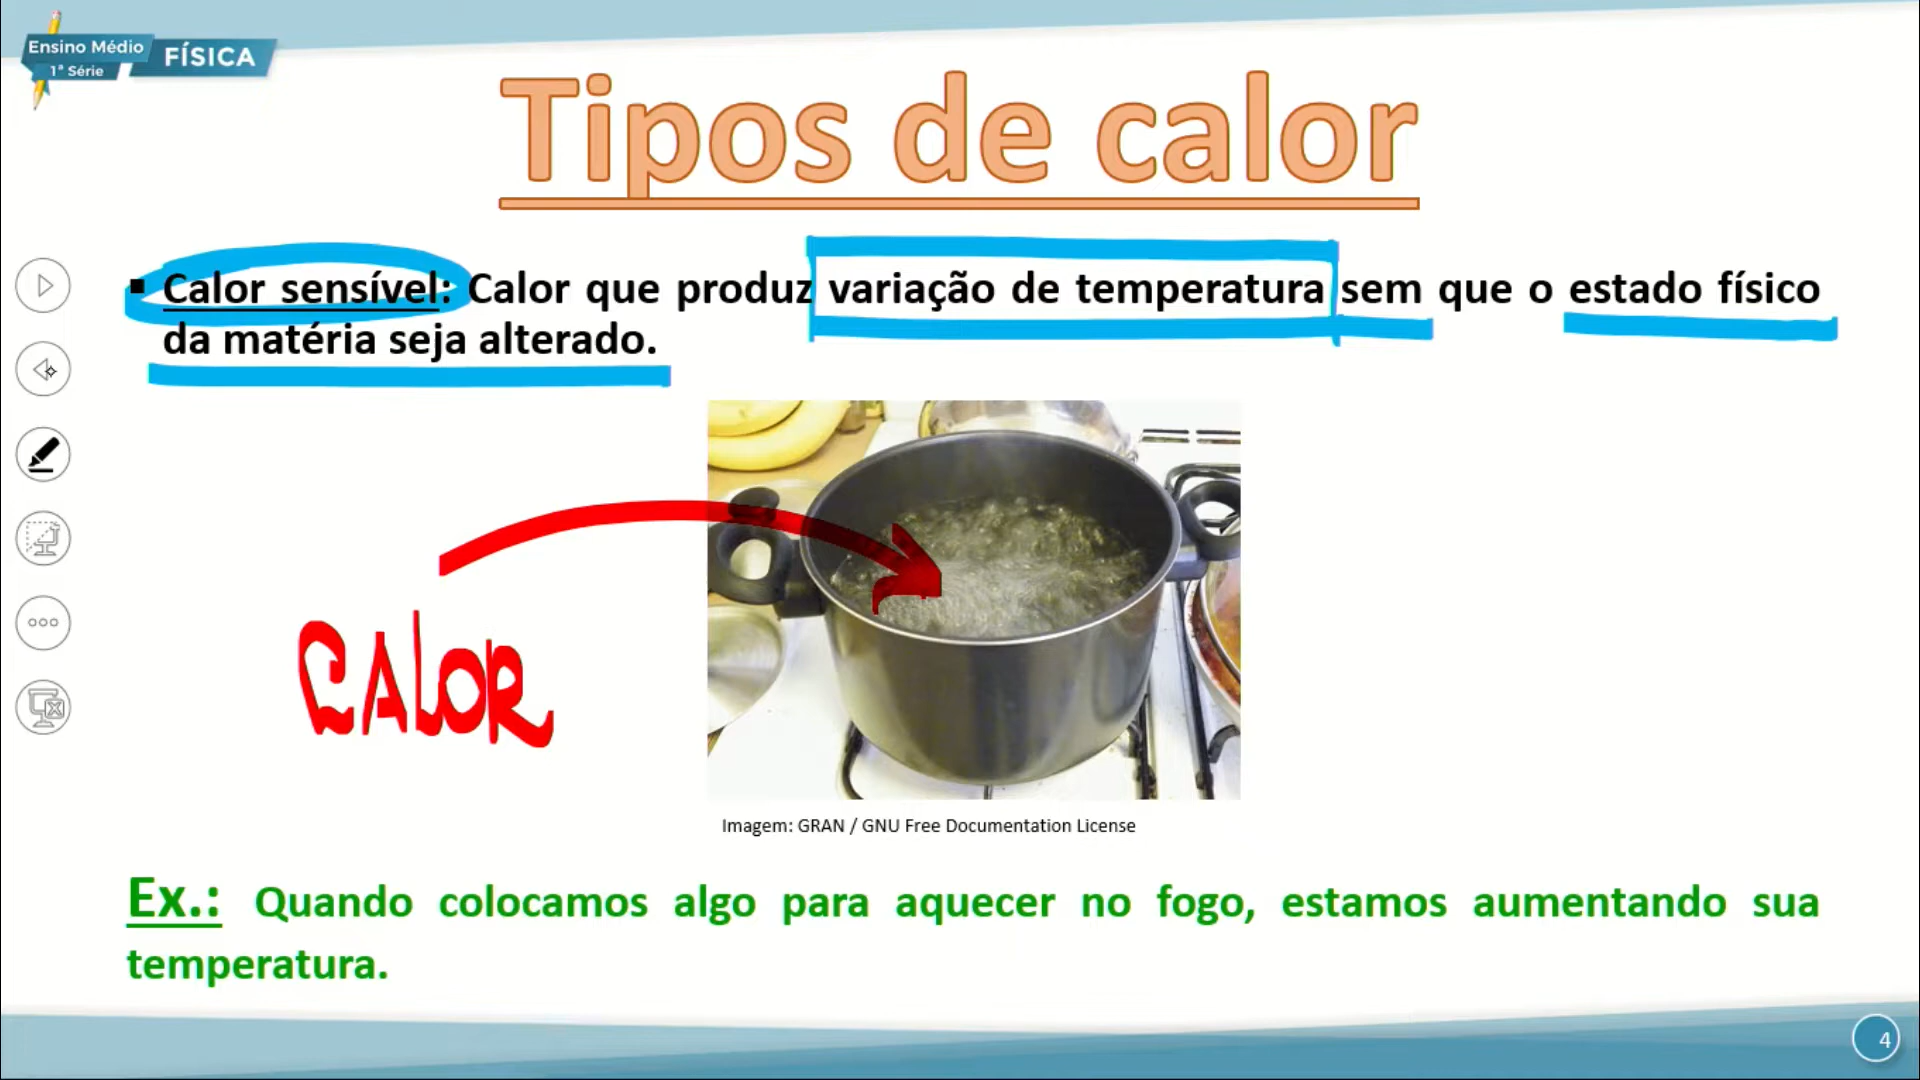 Ensino Médio
1ª Série
FÍSICA
Tipos de calor
▪ Calor sensível: Calor que produz variação de temperatura sem que o estado físico
da matéria seja alterado.
CALOR
Imagem: GRAN / GNU Free Documentation License
Ex.: Quando colocamos algo para aquecer no fogo, estamos aumentando sua
temperatura.
4